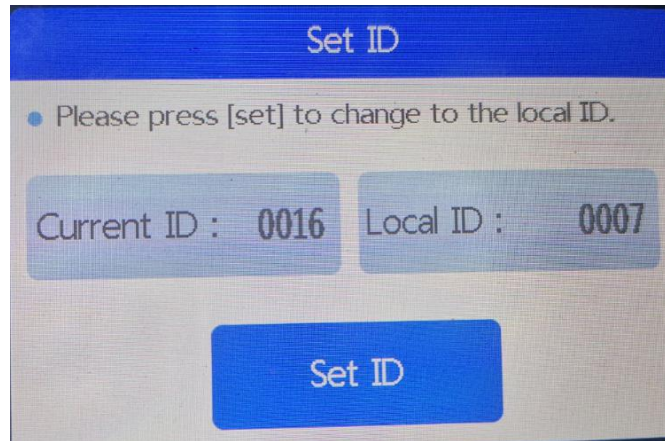 Set ID
Please press [set] to change to the local ID.
Current ID : 0016 Local ID : 0007
Set ID